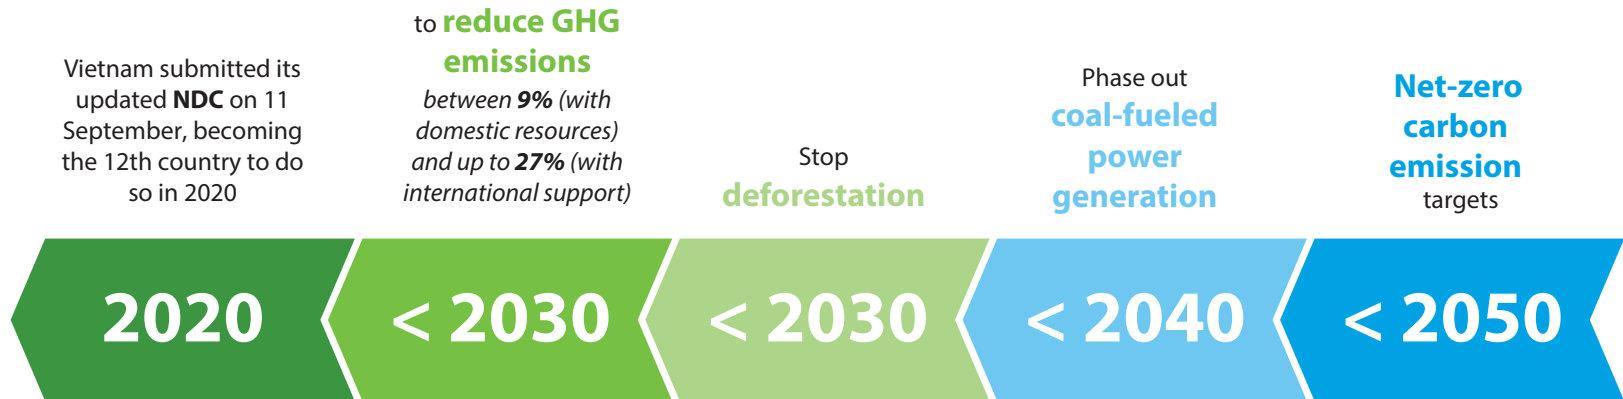 Vietnam submitted its
updated NDC on 11
September, becoming
the 12th country to do
so in 2020
to reduce GHG
emissions
between 9% (with
domestic resources)
and up to 27% (with
international support)
Stop
deforestation
Phase out
coal-fueled
power
generation
Net-zero
carbon
emission
targets
2020
< 2030
< 2030
< 2040
< 2050